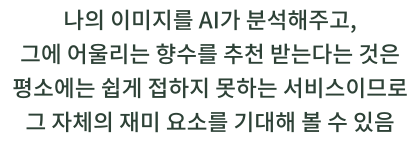 나의 이미지를 AI가 분석해주고,
그에 어울리는 향수를 추천 받는다는 것은
평소에는 쉽게 접하지 못하는 서비스이므로
그 자체의 재미 요소를 기대해 볼 수 있음